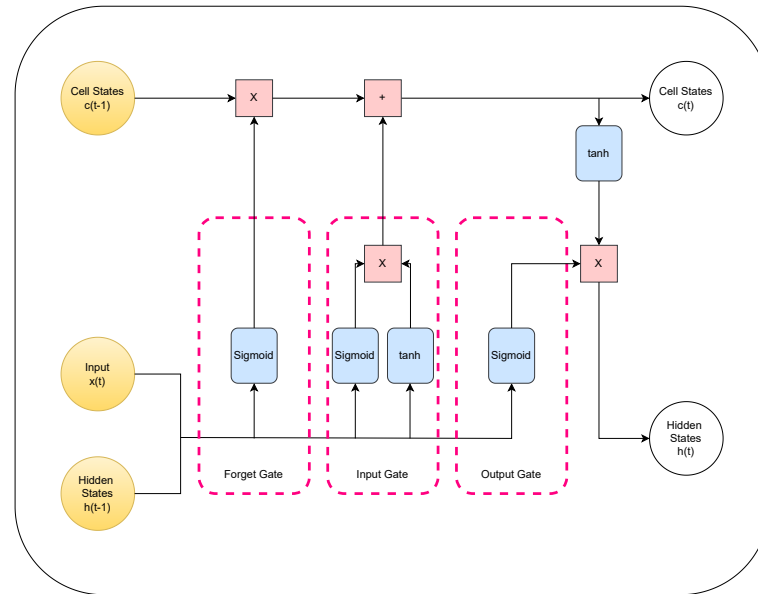 Cell States
c(t-1)
X
+
Cell States
c(t)
tanh
X
X
Sigmoid
Sigmoid
tanh
Sigmoid
Input
x(t)
Hidden
States
h(t)
Forget Gate
Input Gate
Output Gate
Hidden
States
h(t-1)